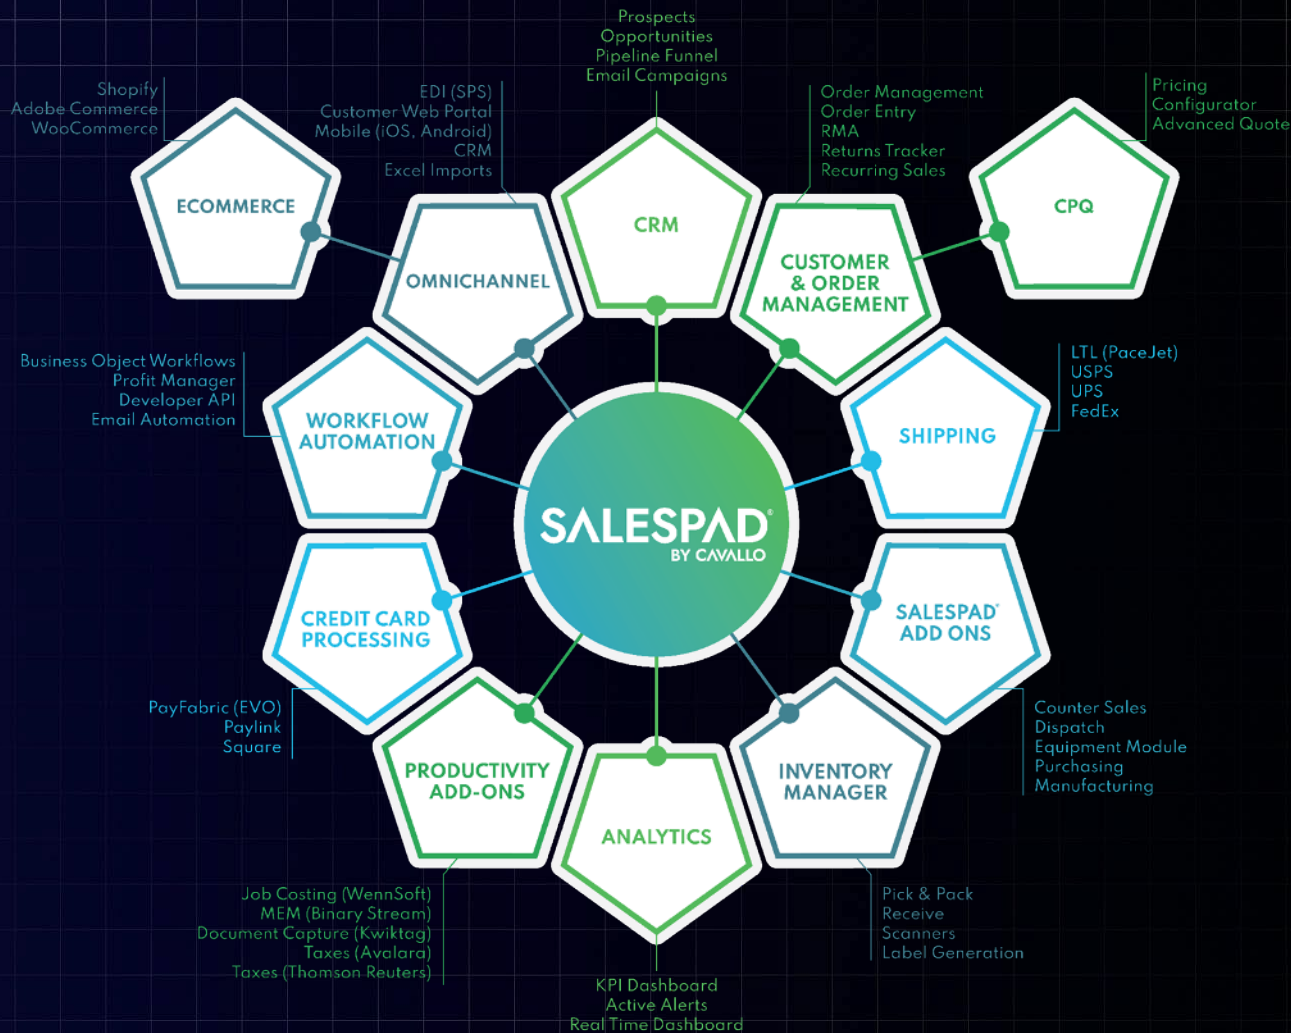 Prospects
Opportunities
Pipeline Funnel
Email Campaigns
Shopify
Adobe Commerce
WooCommerce
ECOMMERCE
EDI (SPS)
Customer Web Portal
Mobile (iOS, Android)
CRM
Excel Imports
OMNICHANNEL
CRM
Order Management
Order Entry
RMA
Returns Tracker
Recurring Sales
CUSTOMER
& ORDER
MANAGEMENT
Pricing
Configurator
Advanced Quote
CPQ
Business Object Workflows
Profit Manager
Developer API
Email Automation
WORKFLOW
AUTOMATION
SHIPPING
LTL (PaceJet)
USPS
UPS
FedEx
SALESPAD®
BY CAVALLO
CREDIT CARD
PROCESSING
PayFabric (EVO)
Paylink
Square
SALESPAD®
ADD ONS
Counter Sales
Dispatch
Equipment Module
Purchasing
Manufacturing
PRODUCTIVITY
ADD-ONS
Job Costing (WennSoft)
MEM (Binary Stream)
Document Capture (Kwiktag)
Taxes (Avalara)
Taxes (Thomson Reuters)
ANALYTICS
KPI Dashboard
Active Alerts
Real Time Dashboard
INVENTORY
MANAGER
Pick & Pack
Receive
Scanners
Label Generation